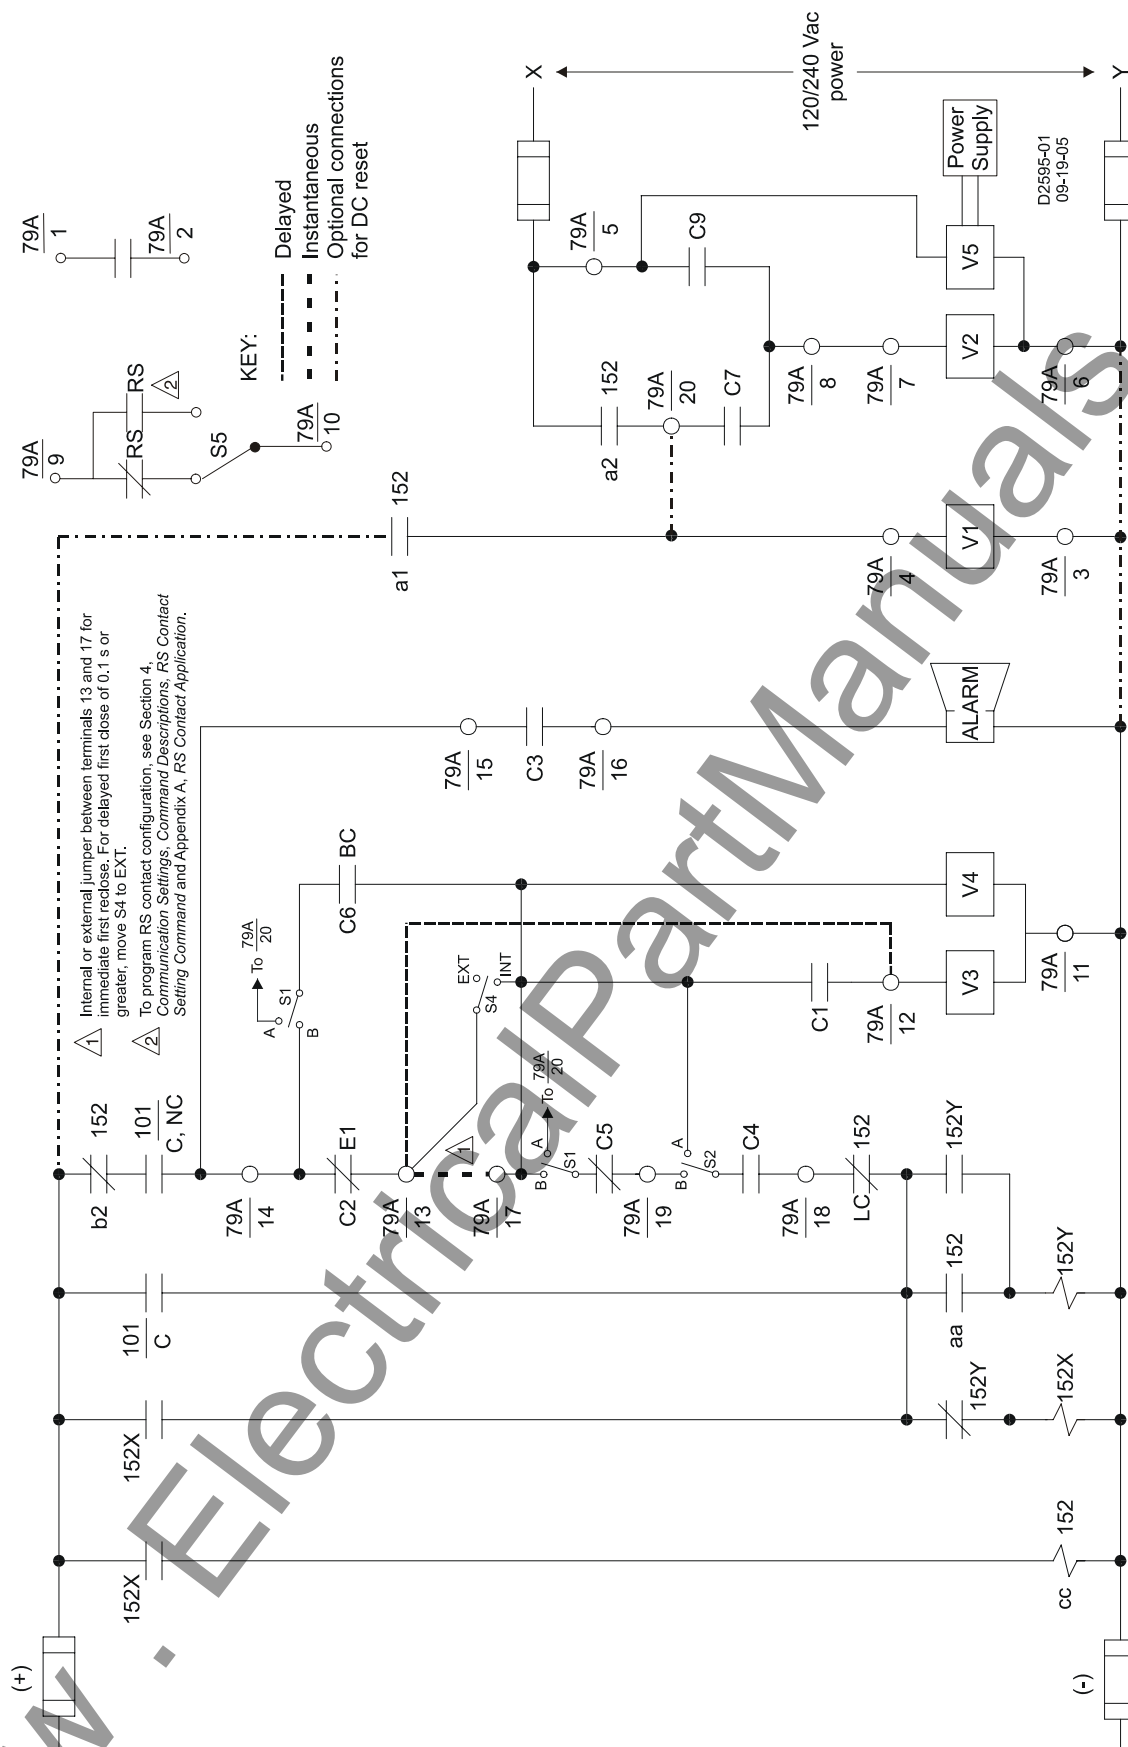 (+)
152X
152X
101
C
b2
152
101
C, NC
1
Internal or external jumper between terminals 13 and 17 for
immediate first reclose. For delayed first dose of 0.1 s or
greater, move S4 to EXT.
2
To program RS contact configuration, see Section 4,
Communication Settings, Command Descriptions, RS Contact
Setting Command and Appendix A, RS Contact Application.
79A
9
RS
RS
2
S5
79A
10
79A
1
79A
2
KEY:
Delayed
Instantaneous
Optional connections
for DC reset
79A
14
A
To 79A
20
S1
B
C6
BC
E1
C2
79A
13
1
79A
17
EXT
S4
INT
B
A
To 79A
20
S1
C5
79A
19
B
A
S2
C4
79A
18
LC
152
C1
79A
12
V3
V4
79A
11
79A
15
C3
79A
16
ALARM
a1
152
79A
4
V1
79A
3
a2
152
79A
20
C7
79A
5
C9
79A
8
79A
7
V2
79A
6
V5
Power
Supply
X
120/240 Vac
power
Y
D2595-01
09-19-05
152Y
aa
152
152Y
152Y
152X
cc
152
(-)
w . ElectricalPartManuals